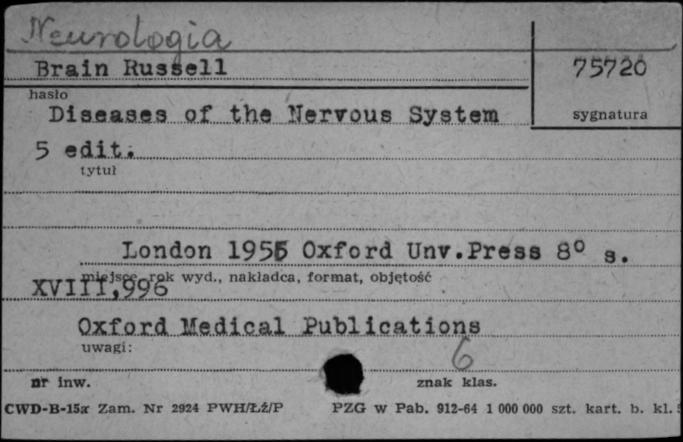 Neurologia
Brain Russell
75720
hasło
Diseases of the Nervous System
sygnatura
5 edit.
tytuł
London 1955 Oxford Unv.Press 8° s.
miejsce, rok wyd., nakładca, format, objętość
XVIII,996
Oxford Medical Publications
uwagi:
6
nr inw.
znak klas.
CWD-B-15a Zam. Nr 2924 PWH/Łź/P
PZG w Pab. 912-64 1 000 000 szt. kart. b. kl.